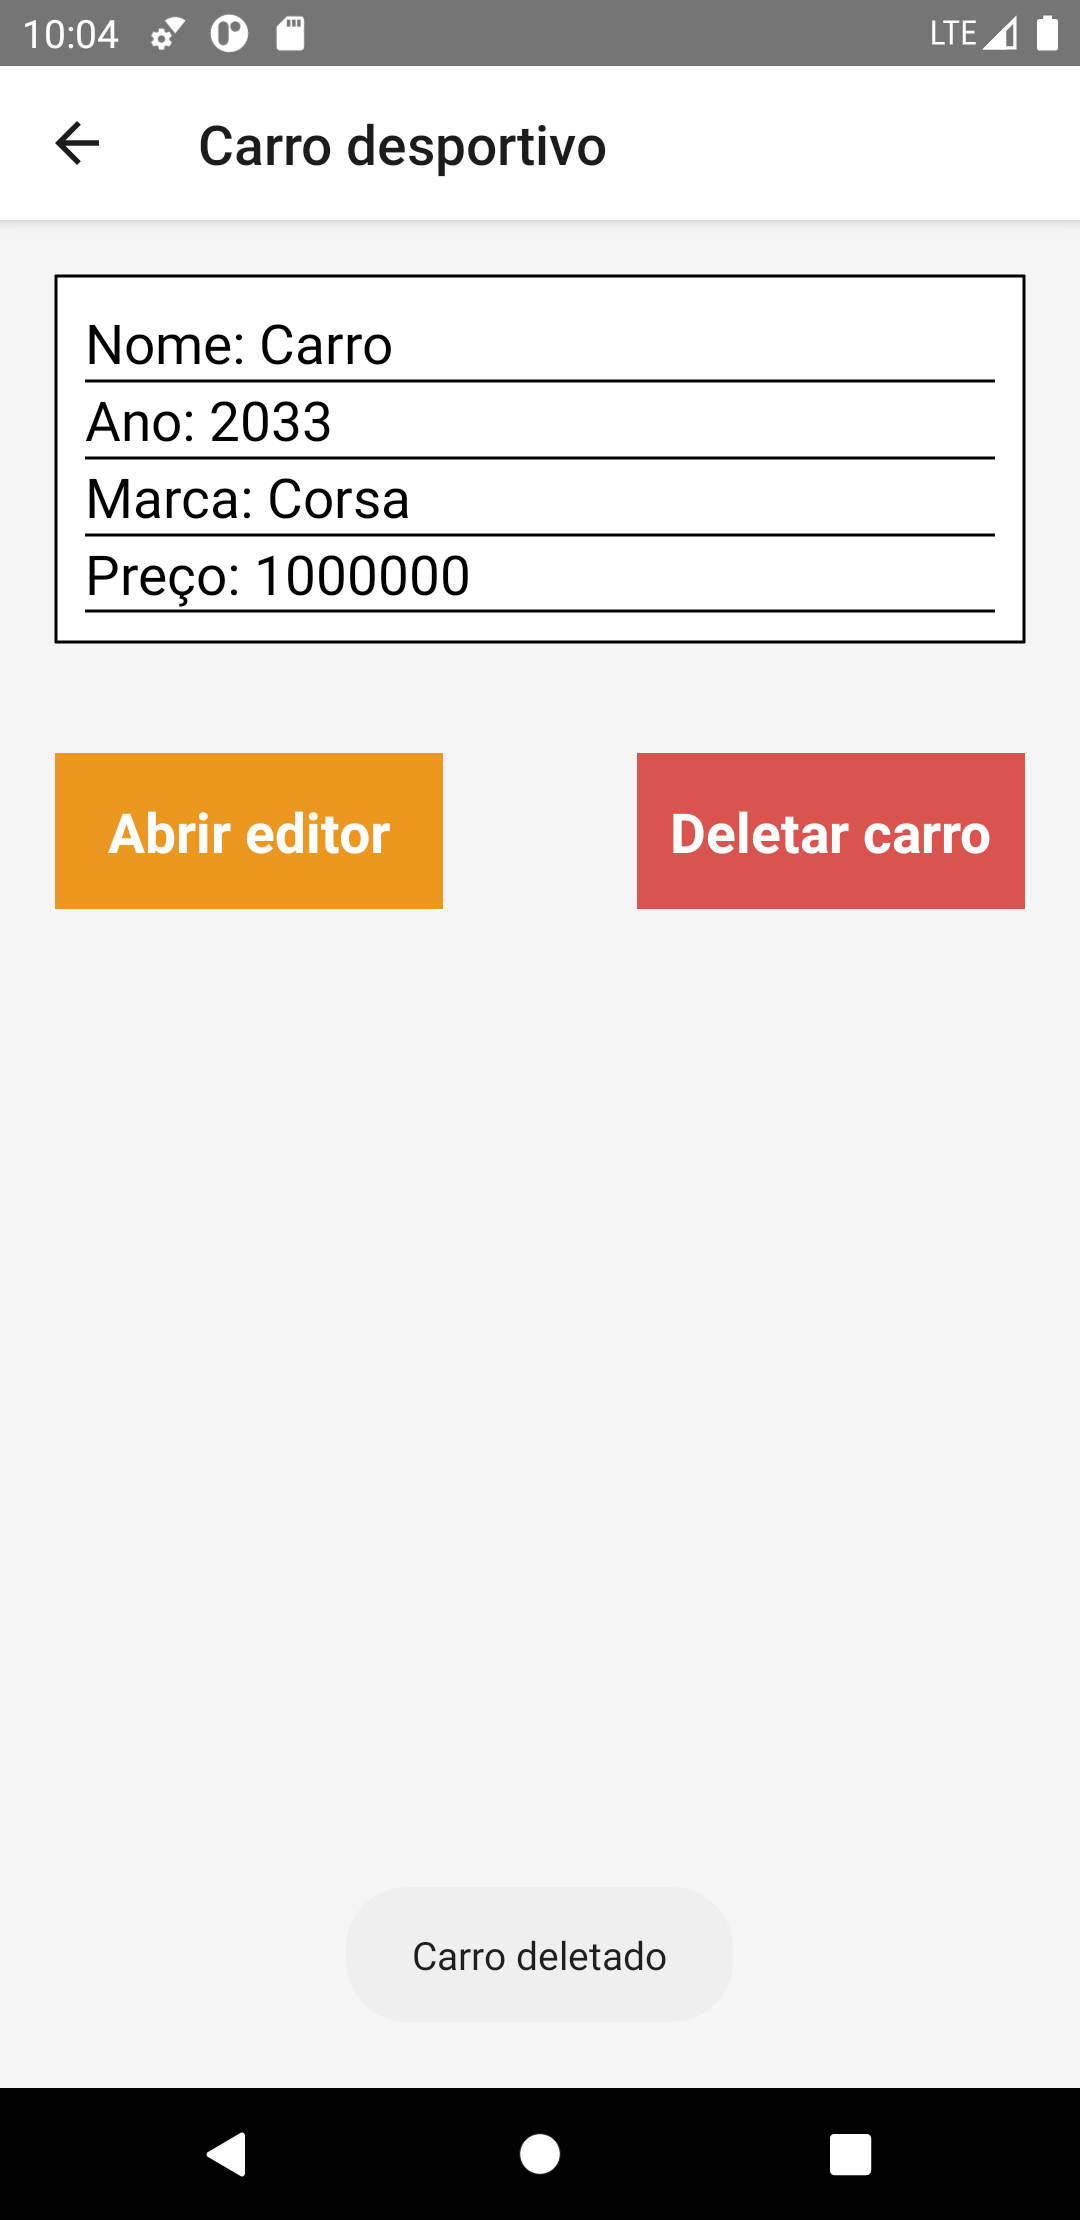 10:04
LTE
Carro desportivo
Nome: Carro
Ano: 2033
Marca: Corsa
Preço: 1000000
Abrir editor
Deletar carro
Carro deletado